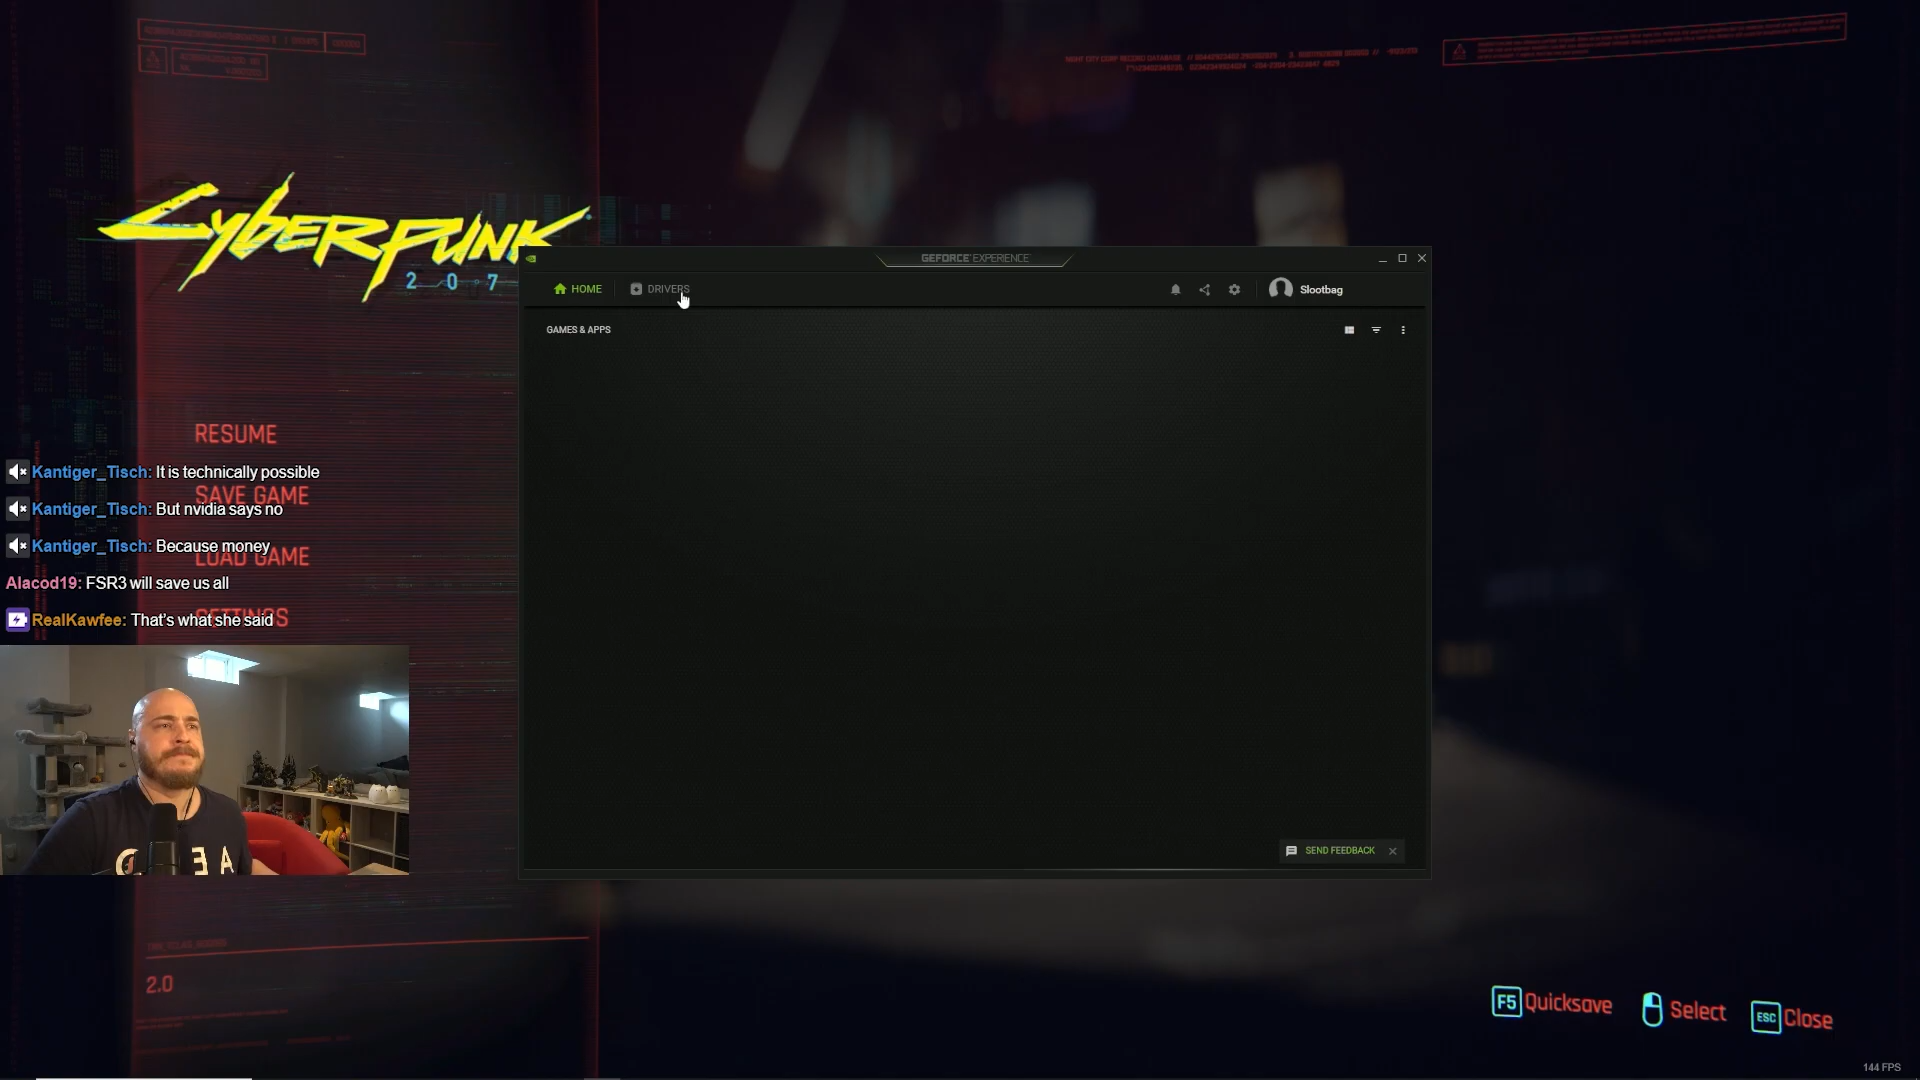 CYBERPUNK
207
GEFORCE EXPERIENCE
HOME
DRIVERS
Slootbag
GAMES & APPS
RESUME
Kantiger_Tisch: It is technically possible
SAVE GAME
Kantiger_Tisch: But nvidia says no
Kantiger_Tisch: Because money
LOAD GAME
Alacod19: FSR3 will save us all
SETTINGS
RealKawfee: That's what she said
SEND FEEDBACK
2.0
F5 Quicksave
Select
ESC Close
144 FPS